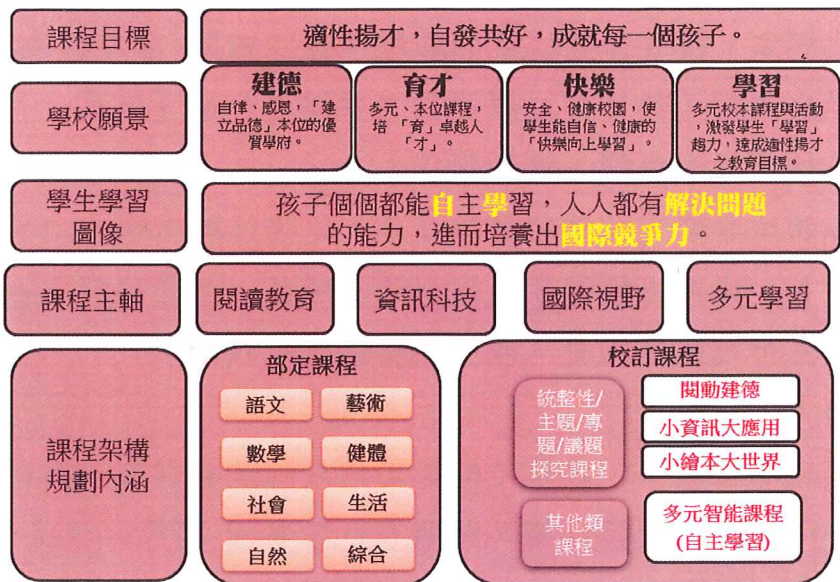 課程目標
適性揚才，自發共好，成就每一個孩子。
學校願景
建德
自律、感恩，「建
立品德」本位的優
質學府。
育才
多元、本位課程，
培 「育」卓越人
「才」。
快樂
安全、健康校園，使
學生能自信、健康的
「快樂向上學習」。
學習
多元校本課程與活動
，激發學生「學習」
趨力，達成適性揚才
之教育目標。
學生學習
圖像
孩子個個都能自主學習，人人都有解決問題
的能力，進而培養出國際競爭力。
課程主軸
閱讀教育
資訊科技
國際視野
多元學習
課程架構
規劃內涵
部定課程
語文
藝術
數學
健體
社會
生活
自然
綜合
校訂課程
統整性/
主題/專
題/議題
探究課程
閱動建德
小資訊大應用
小繪本大世界
其他類
課程
多元智能課程
(自主學習)